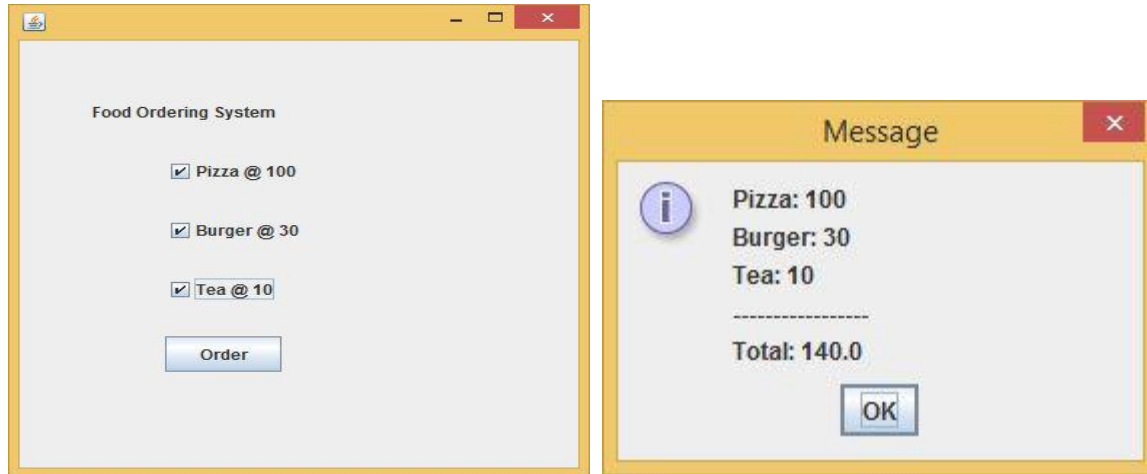 Food Ordering System
Pizza @ 100
Burger @ 30
Tea @ 10
Order
Message
Pizza: 100
Burger: 30
Tea: 10
-----------------
Total: 140.0
OK